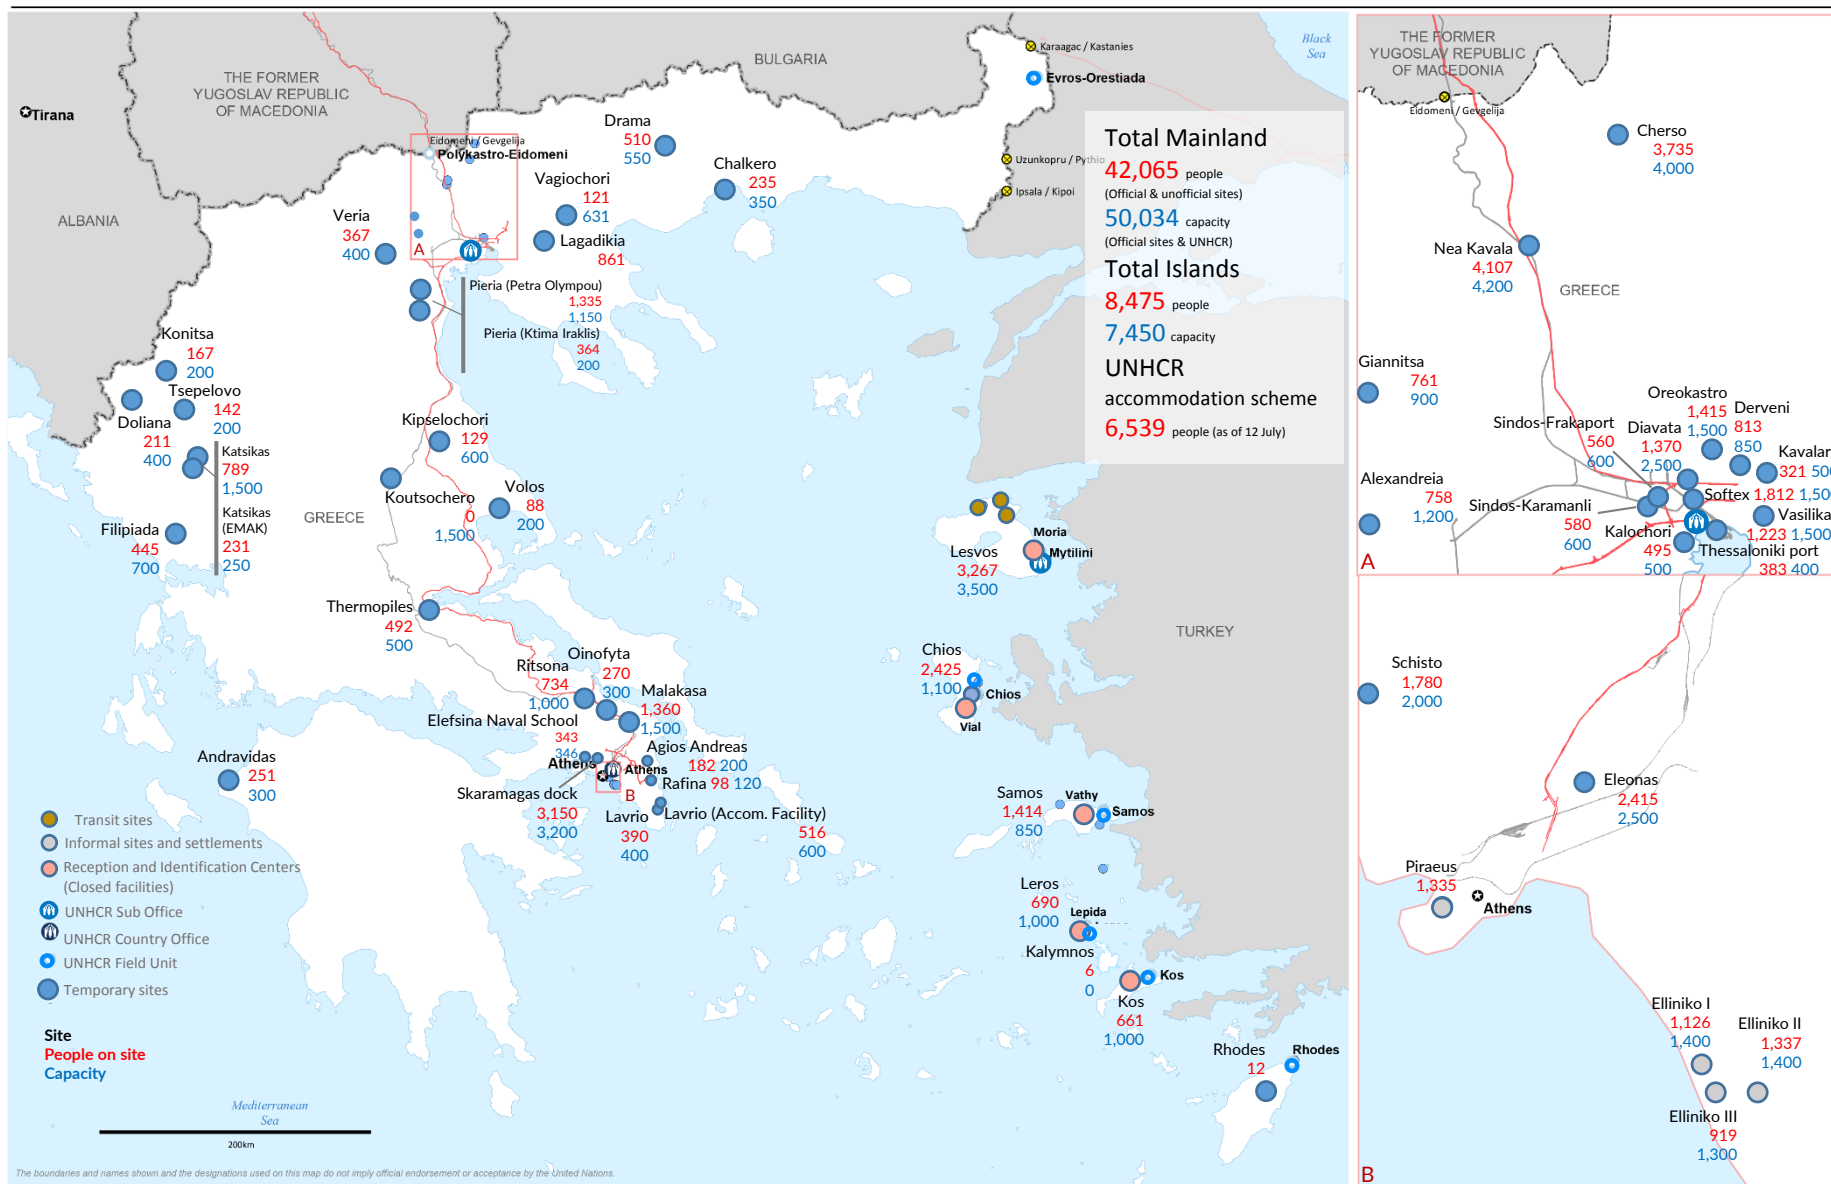 THE FORMER
YUGOSLAV REPUBLIC
OF MACEDONIA
BULGARIA
Black
Sea
Karaagac / Kastanies
Evros-Orestiada
Tirana
ALBANIA
Eidomeni / Gevgelija
Polykastro-Eidomeni
Drama
510
550
Chalkero
235
350
Vagiochori
121
631
Lagadikia
861
Veria
367
400
A
Uzunkopru / Pythio
Ipsala / Kipoi
Total Mainland
42,065 people
(Official & unofficial sites)
50,034 capacity
(Official sites & UNHCR)
Total Islands
8,475 people
7,450 capacity
UNHCR
accommodation scheme
6,539 people (as of 12 July)
Pieria (Petra Olympou)
1,335
1,150
Pieria (Ktima Iraklis)
364
200
Konitsa
167
200
Tsepelovo
142
200
Doliana
211
400
Katsikas
789
1,500
Katsikas
(EMAK)
231
250
Filipiada
445
700
GREECE
Kipselochori
129
600
Koutsochero
0
1,500
Volos
88
200
Thermopiles
492
500
Oinofyta
270
300
Ritsona
734
1,000
Malakasa
1,360
1,500
Elefsina Naval School
343
346
Athens
Athens
B
Agios Andreas
182 200
Rafina 98 120
Skaramagas dock
3,150
3,200
Lavrio
390
400
Lavrio (Accom. Facility)
516
600
Andravidas
251
300
Moria
Mytilini
Lesvos
3,267
3,500
TURKEY
Chios
2,425
1,100
Chios
Vial
Samos
1,414
850
Vathy
Samos
Leros
690
1,000
Lepida
Kalymnos
6
0
Kos
Kos
661
1,000
Rhodes
12
Rhodes
Transit sites
Informal sites and settlements
Reception and Identification Centers
(Closed facilities)
UNHCR Sub Office
UNHCR Country Office
UNHCR Field Unit
Temporary sites
Site
People on site
Capacity
Mediterranean
Sea
200km
The boundaries and names shown and the designations used on this map do not imply official endorsement or acceptance by the United Nations.
THE FORMER
YUGOSLAV REPUBLIC
OF MACEDONIA
Eidomeni / Gevgelija
Cherso
3,735
4,000
Nea Kavala
4,107
4,200
GREECE
Giannitsa
761
900
Oreokastro
1,415
1,500
Derveni
813
850
Sindos-Frakaport
560
600
Diavata
1,370
2,500
Kavalar
321 500
Alexandreia
758
1,200
Softex 1,812 1,500
Sindos-Karamanli
580
600
Vasilika
1,223 1,500
Kalochori
495
500
Thessaloniki port
383 400
A
Schisto
1,780
2,000
Eleonas
2,415
2,500
Piraeus
1,335
Athens
Elliniko I
1,126
1,400
Elliniko II
1,337
1,400
Elliniko III
919
1,300
B